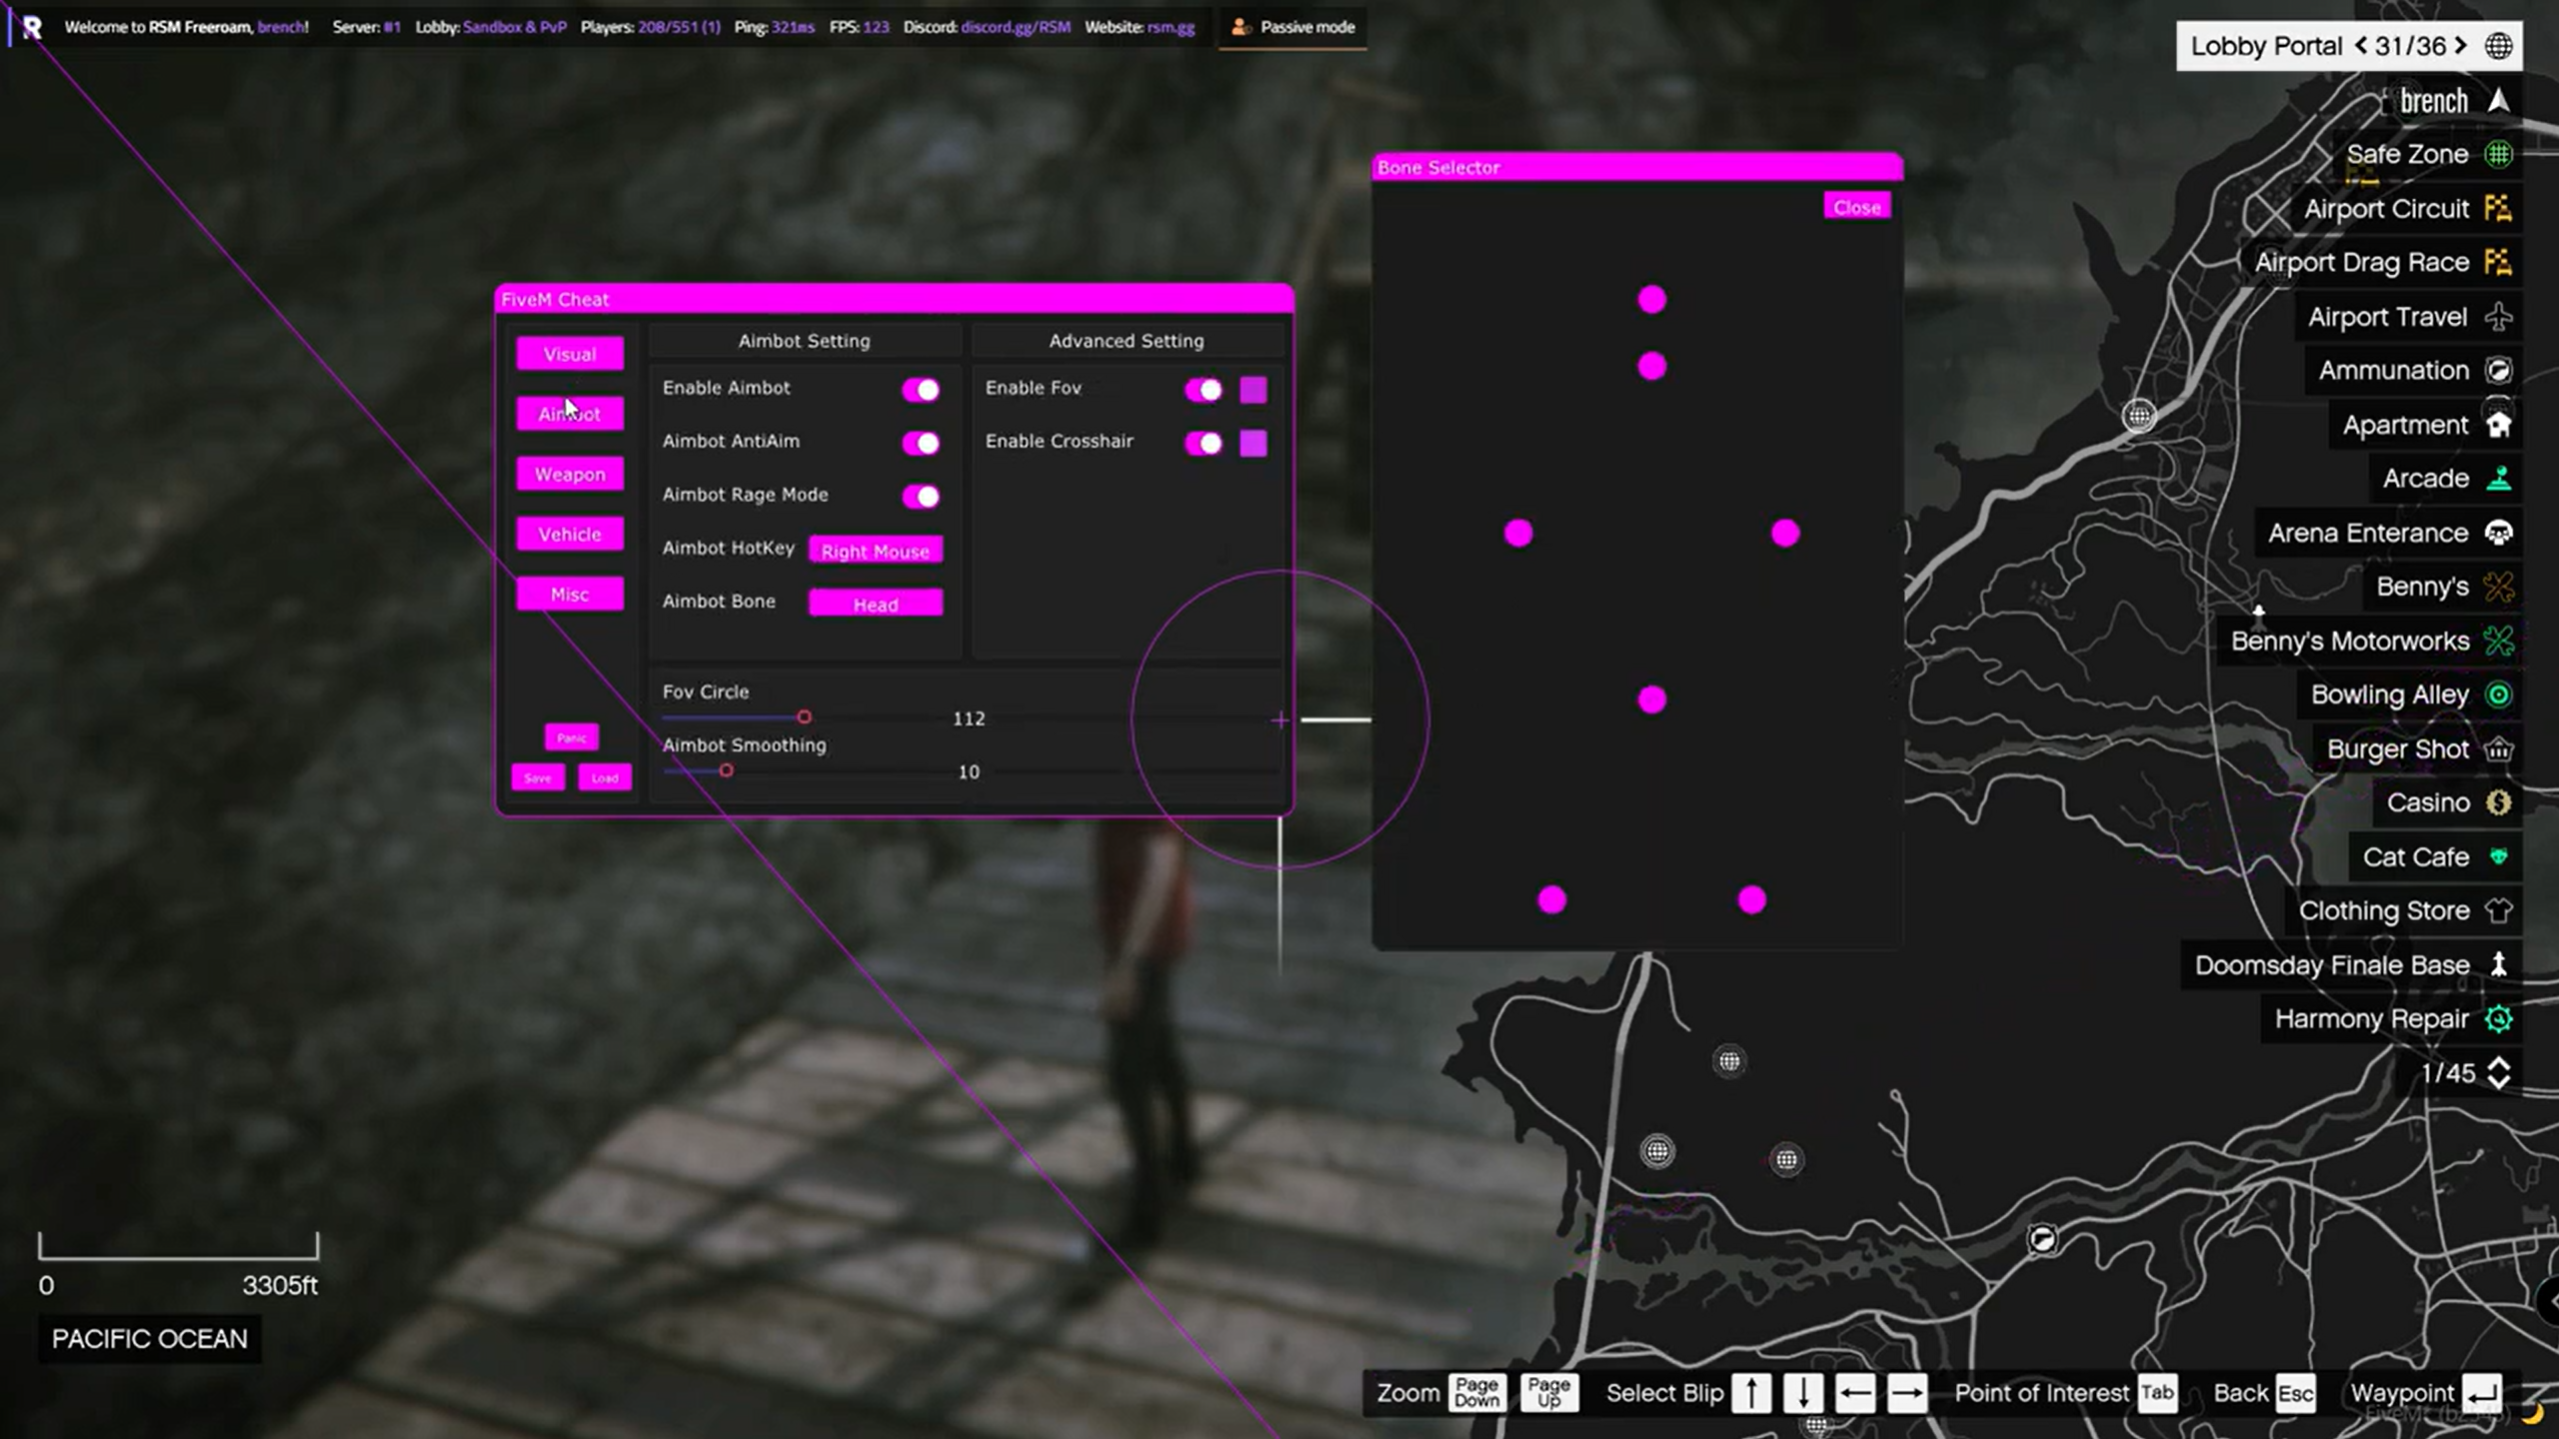 R Welcome to RSM Freeroam, brench! Server: #1 Lobby: Sandbox & PvP Players: 208/551 (1) Ping: 321ms FPS: 123 Discord: discord.gg/RSM Website: rsm.gg Passive mode
Lobby Portal < 31/36 >
brench
Safe Zone
Airport Circuit
Airport Drag Race
Airport Travel
Ammunation
Apartment
Arcade
Arena Enterance
Benny's
Benny's Motorworks
Bowling Alley
Burger Shot
Casino
Cat Cafe
Clothing Store
Doomsday Finale Base
Harmony Repair
1/45
Bone Selector
Close
FiveM Cheat
Visual
Aimbot
Weapon
Vehicle
Misc
Panic
Save Load
Aimbot Setting
Enable Aimbot
Aimbot AntiAim
Aimbot Rage Mode
Aimbot HotKey Right Mouse
Aimbot Bone Head
Advanced Setting
Enable Fov
Enable Crosshair
Fov Circle
112
Aimbot Smoothing
10
0 3305ft
PACIFIC OCEAN
Zoom Page Down Page Up Select Blip ↑ ↓ ← → Point of Interest Tab Back Esc Waypoint